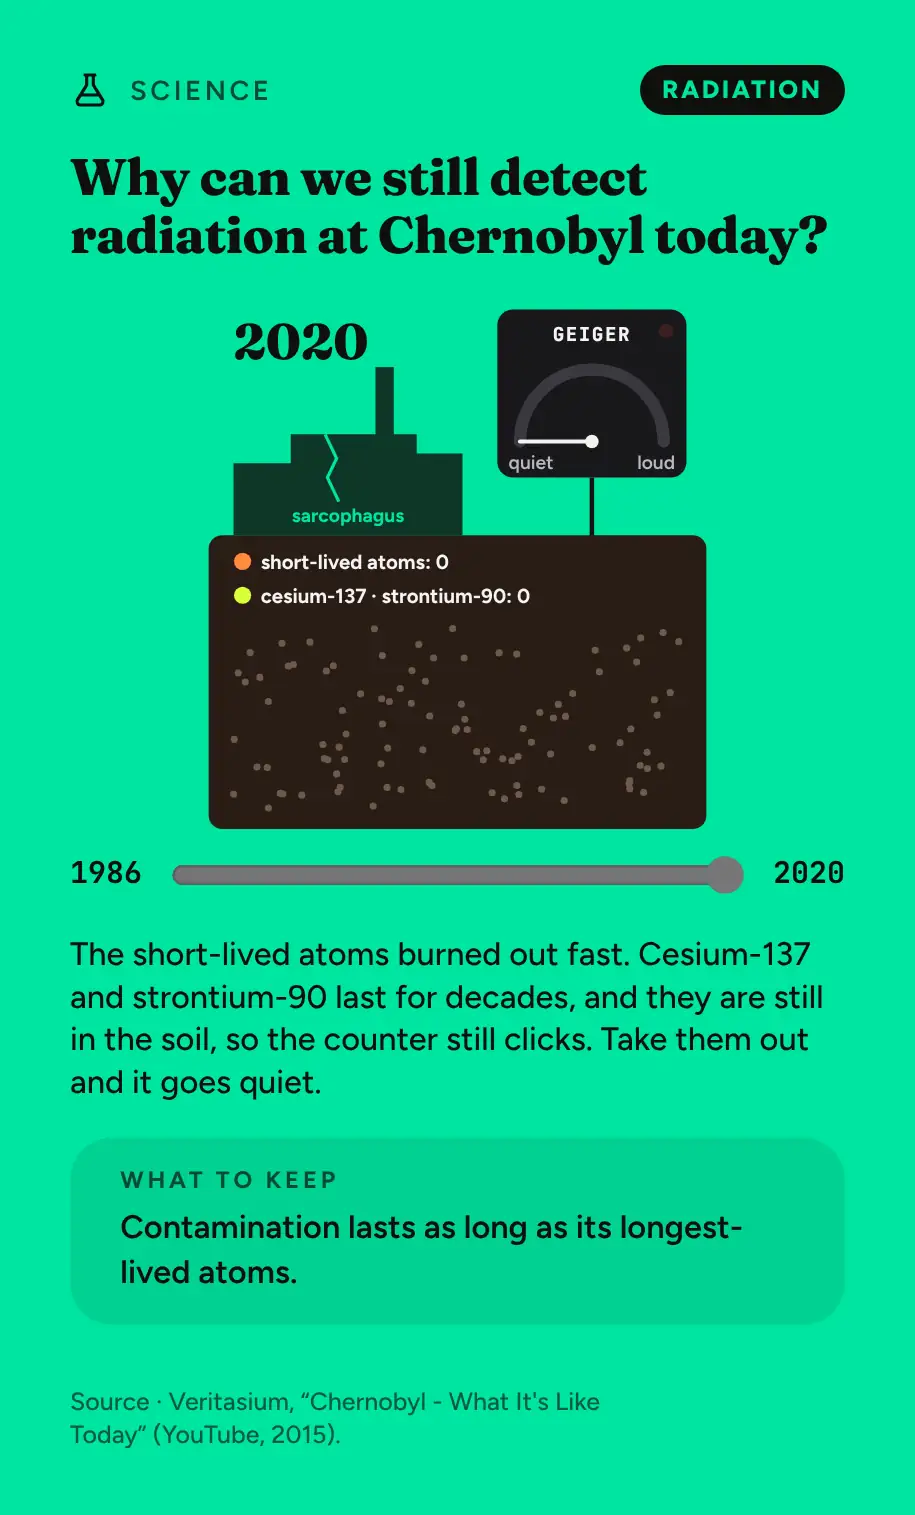 SCIENCE
RADIATION
Why can we still detect
radiation at Chernobyl today?
2020
GEIGER
quiet
loud
sarcophagus
short-lived atoms: 0
cesium-137 · strontium-90: 0
1986
2020
The short-lived atoms burned out fast. Cesium-137
and strontium-90 last for decades, and they are still
in the soil, so the counter still clicks. Take them out
and it goes quiet.
WHAT TO KEEP
Contamination lasts as long as its longest-
lived atoms.
Source · Veritasium, “Chernobyl - What It's Like
Today” (YouTube, 2015).